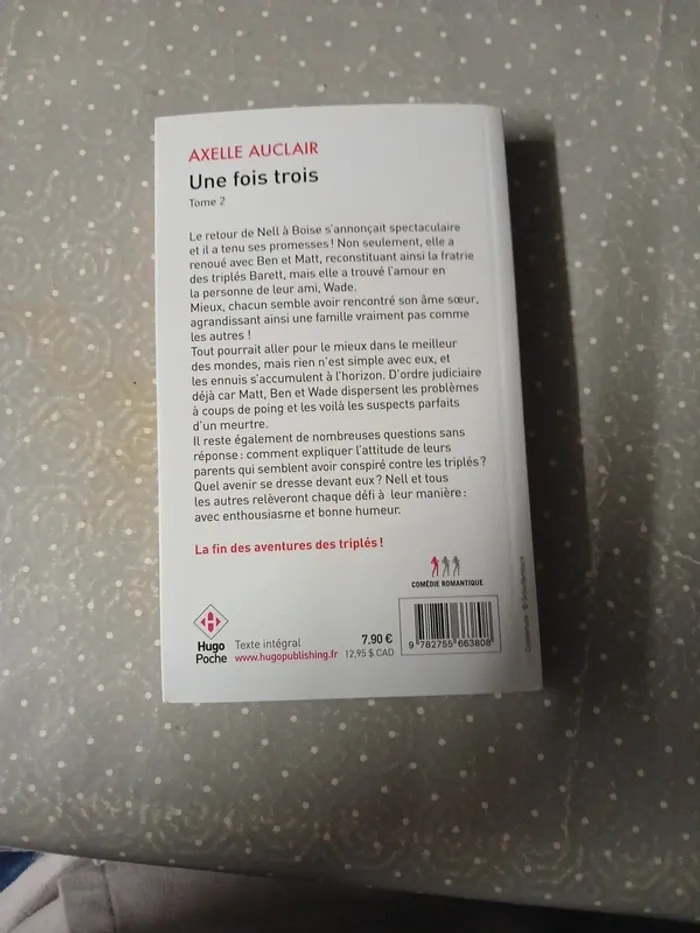 AXELLE AUCLAIR
Une fois trois
Tome 2
Le retour de Nell à Boise s'annonçait spectaculaire
et il a tenu ses promesses ! Non seulement, elle a
renoué avec Ben et Matt, reconstituant ainsi la fratrie
des triplés Barett, mais elle a trouvé l'amour en
la personne de leur ami, Wade.
Mieux, chacun semble avoir rencontré son âme sœur,
agrandissant ainsi une famille vraiment pas comme
les autres !
Tout pourrait aller pour le mieux dans le meilleur
des mondes, mais rien n'est simple avec eux, et
les ennuis s'accumulent à l'horizon. D'ordre judiciaire
déjà car Matt, Ben et Wade dispersent les problèmes
à coups de poing et les voilà les suspects parfaits
d'un meurtre.
Il reste également de nombreuses questions sans
réponse : comment expliquer l'attitude de leurs
parents qui semblent avoir conspiré contre les triplés ?
Quel avenir se dresse devant eux ? Nell et tous
les autres relèveront chaque défi à leur manière :
avec enthousiasme et bonne humeur.
La fin des aventures des triplés !
COMÉDIE ROMANTIQUE
H
Hugo
Poche
Texte intégral
www.hugopublishing.fr
7,90 €
12,95 $ CAD
9 782755 663808
Couverture : © Shutterstock